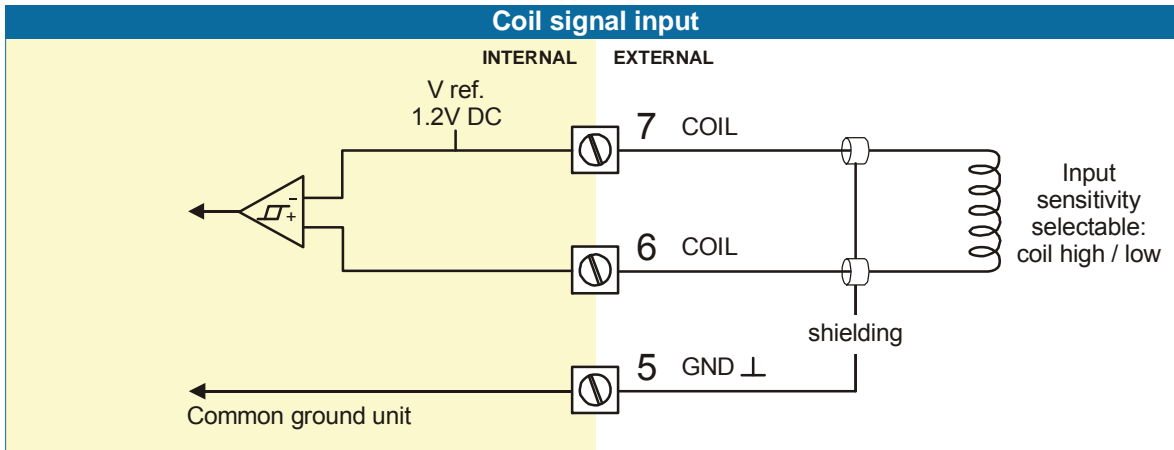 Coil signal input
INTERNAL
EXTERNAL
V ref.
1.2V DC
7 COIL
- 
+
Input
sensitivity
selectable:
coil high / low
6 COIL
shielding
5 GND ⊥
Common ground unit